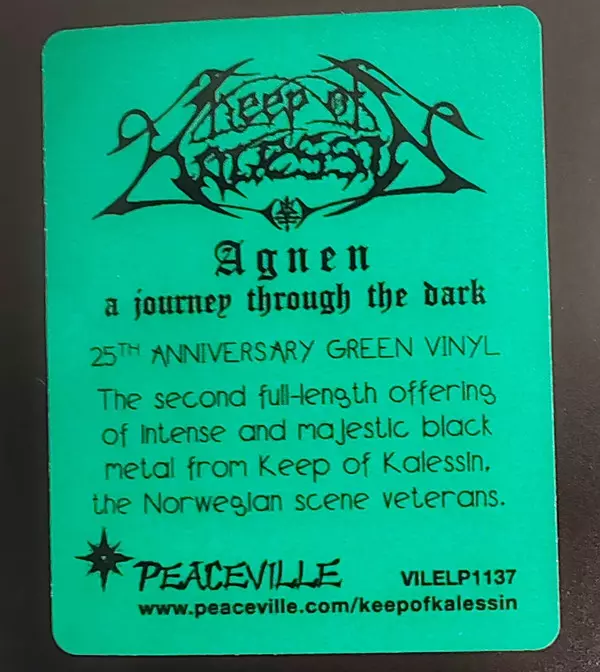 Keep of
Kalessin
Agnen
a journey through the dark
25TH ANNIVERSARY GREEN VINYL
The second full-length offering
of intense and majestic black
metal from Keep of Kalessin,
the Norwegian scene veterans.
PEACEVILLE VILELP1137
www.peaceville.com/keepofkalessin